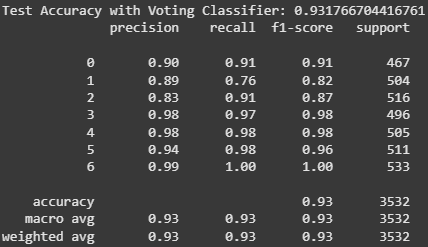 Test Accuracy with Voting Classifier: 0.931766704416761
precision recall f1-score support
0 0.90 0.91 0.91 467
1 0.89 0.76 0.82 504
2 0.83 0.91 0.87 516
3 0.98 0.97 0.98 496
4 0.98 0.98 0.98 505
5 0.94 0.98 0.96 511
6 0.99 1.00 1.00 533
accuracy 0.93 3532
macro avg 0.93 0.93 0.93 3532
weighted avg 0.93 0.93 0.93 3532